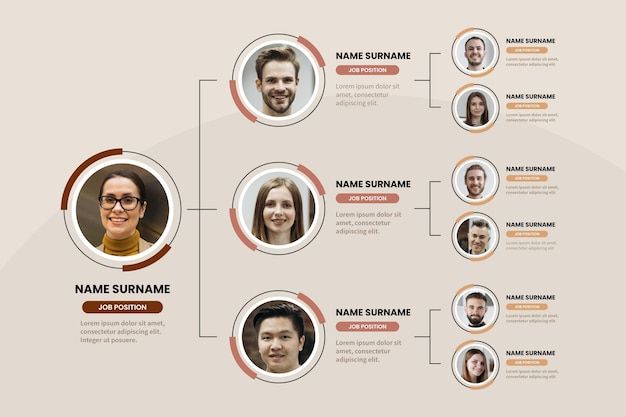 NAME SURNAME
JOB POSITION
Lorem ipsum dolor sit
amet, consectetur
adipiscing elit.
NAME SURNAME
JOB POSITION
Lorem ipsum dolor sit
amet, consectetur
adipiscing elit.
NAME SURNAME
JOB POSITION
Lorem ipsum dolor sit amet,
consectetur adipiscing elit.
NAME SURNAME
JOB POSITION
Lorem ipsum dolor sit amet,
consectetur adipiscing elit.
NAME SURNAME
JOB POSITION
Lorem ipsum dolor sit
amet, consectetur
adipiscing elit.
NAME SURNAME
JOB POSITION
Lorem ipsum dolor sit amet,
consectetur adipiscing elit.
NAME SURNAME
JOB POSITION
Lorem ipsum dolor sit amet,
consectetur adipiscing elit.
NAME SURNAME
JOB POSITION
Lorem ipsum dolor sit
amet, consectetur
adipiscing elit.
NAME SURNAME
JOB POSITION
Lorem ipsum dolor sit amet,
consectetur adipiscing elit.
NAME SURNAME
JOB POSITION
Lorem ipsum dolor sit amet,
consectetur adipiscing elit.